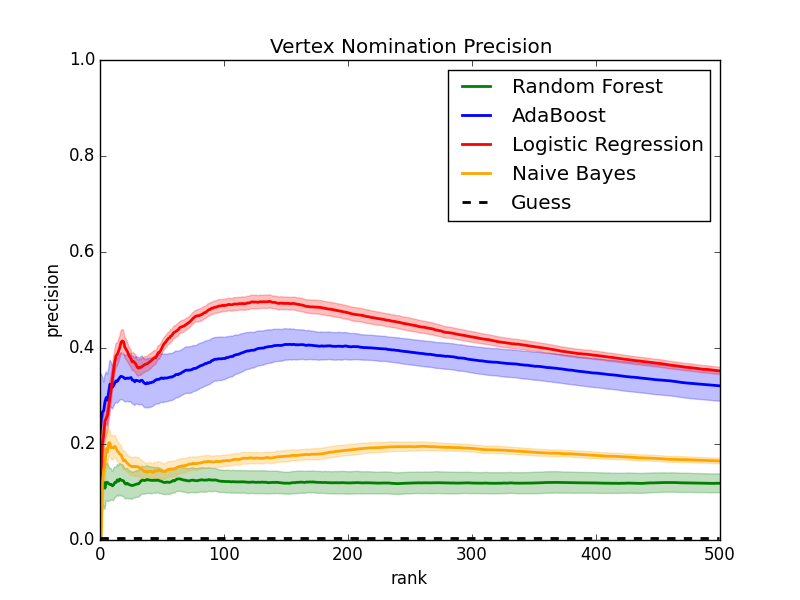 Vertex Nomination Precision
1.0
0.8
0.6
0.4
0.2
0.0
precision
Random Forest
AdaBoost
Logistic Regression
Naive Bayes
Guess
0 100 200 300 400 500
rank